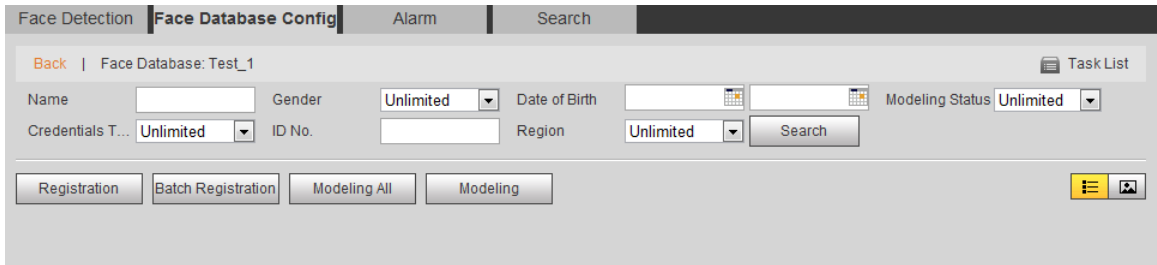 Face Detection Face Database Config Alarm Search
Back | Face Database: Test_1 Task List
Name Gender Unlimited Date of Birth Modeling Status Unlimited
Credentials T... Unlimited ID No. Region Unlimited Search
Registration Batch Registration Modeling All Modeling